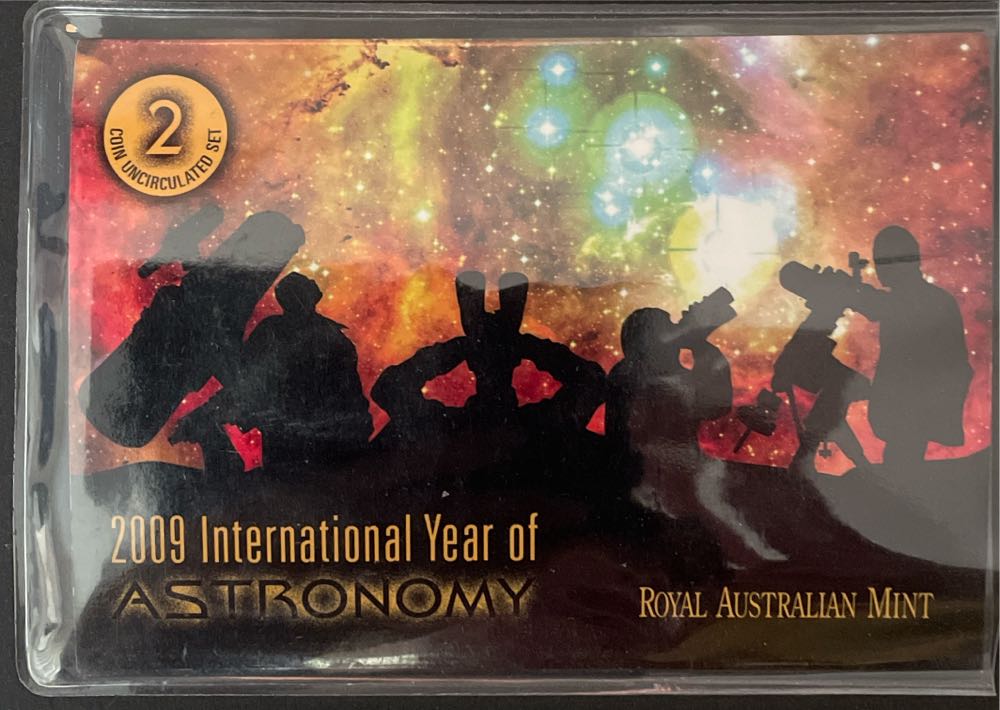 2
COIN UNCIRCULATED SET
2009 International Year of
ASTRONOMY
ROYAL AUSTRALIAN MINT